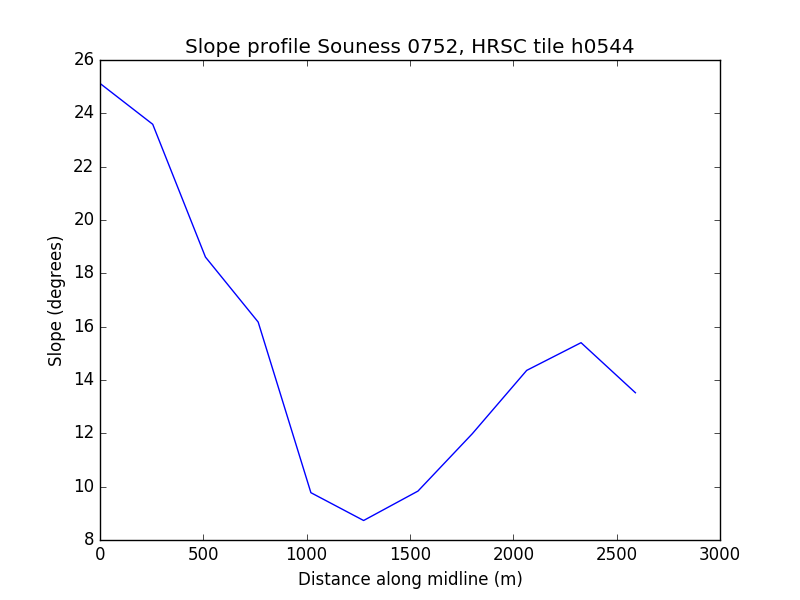 Slope profile Souness 0752, HRSC tile h0544
26
24
22
20
18
16
14
12
10
8
Slope (degrees)
0 500 1000 1500 2000 2500 3000
Distance along midline (m)